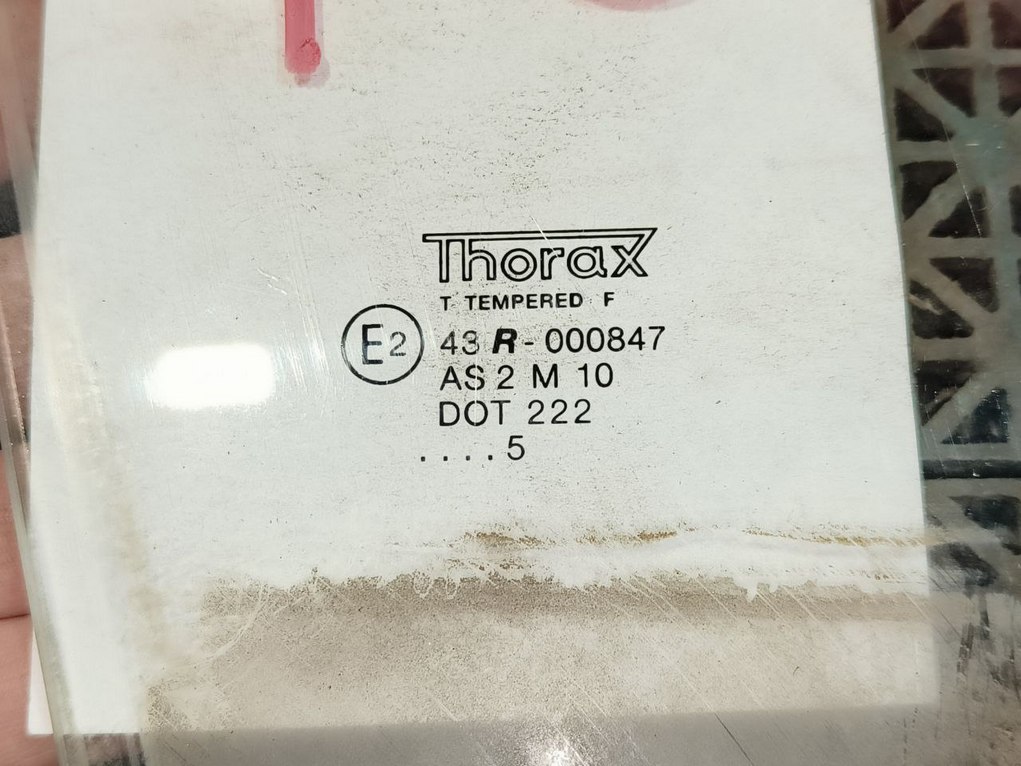 Thorax
T TEMPERED F
E2 43 R - 000847
AS 2 M 10
DOT 222
....5